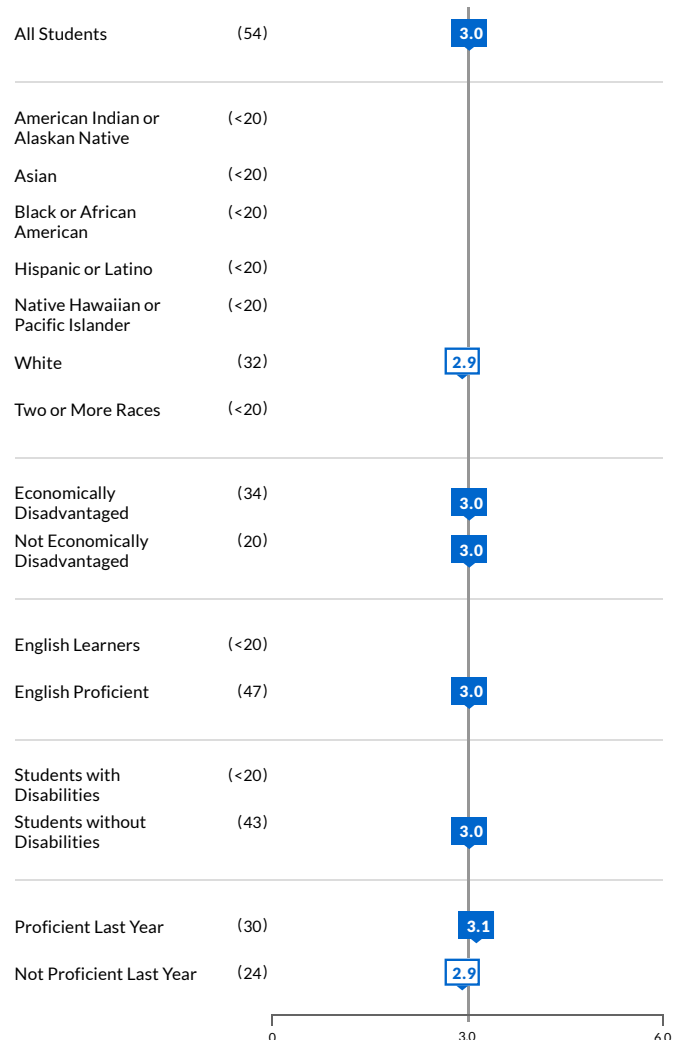 All Students (54) 3.0
American Indian or (<20)
Alaskan Native
Asian (<20)
Black or African (<20)
American
Hispanic or Latino (<20)
Native Hawaiian or (<20)
Pacific Islander
White (32) 2.9
Two or More Races (<20)
Economically (34) 3.0
Disadvantaged
Not Economically (20) 3.0
Disadvantaged
English Learners (<20)
English Proficient (47) 3.0
Students with (<20)
Disabilities
Students without (43) 3.0
Disabilities
Proficient Last Year (30) 3.1
Not Proficient Last Year (24) 2.9
0 3.0 6.0